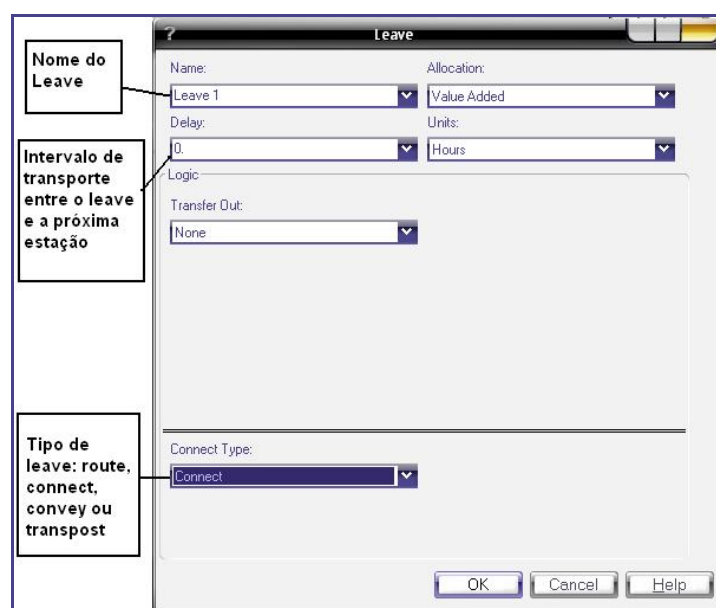 ? Leave
Nome do
Leave
Name:
Allocation:
Leave 1
Value Added
Delay:
Units:
0.
Hours
Intervalo de
transporte
entre o leave
e a próxima
estação
Logic
Transfer Out:
None
Tipo de
leave: route,
connect,
convey ou
transpost
Connect Type:
Connect
OK
Cancel
Help